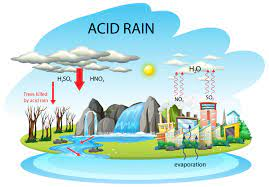 ACID RAIN
H₂O
H₂SO₄ HNO₃
Trees killed
by acid rain
NO₂ SO₂
evaporation